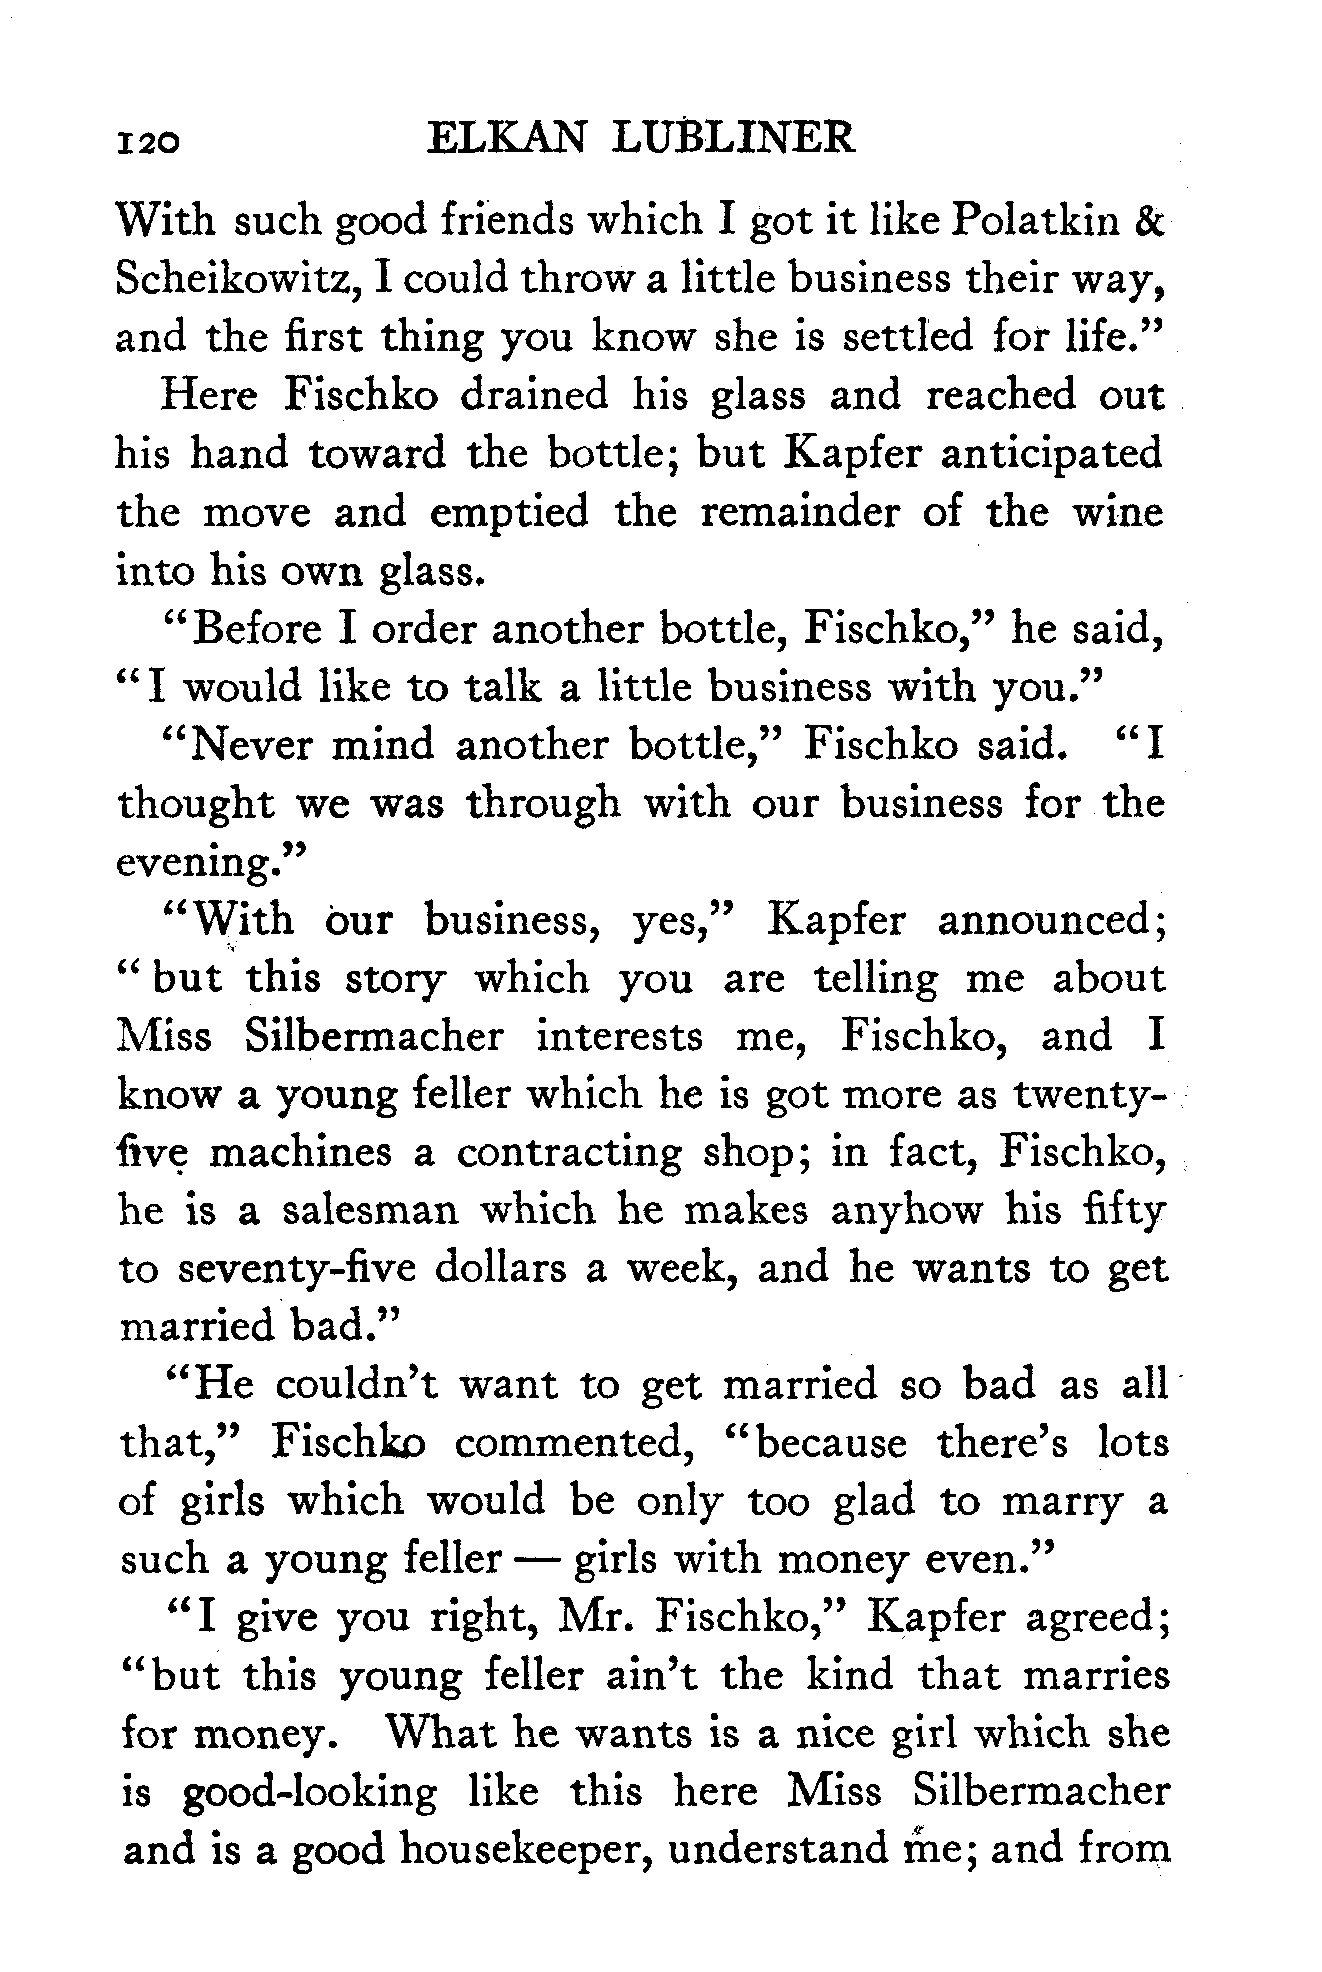 120 ELKAN LUBLINER
With such good friends which I got it like Polatkin &
Scheikowitz, I could throw a little business their way,
and the first thing you know she is settled for life."
Here Fischko drained his glass and reached out
his hand toward the bottle; but Kapfer anticipated
the move and emptied the remainder of the wine
into his own glass.
"Before I order another bottle, Fischko," he said,
"I would like to talk a little business with you."
"Never mind another bottle," Fischko said. "I
thought we was through with our business for the
evening."
"With our business, yes," Kapfer announced;
"but this story which you are telling me about
Miss Silbermacher interests me, Fischko, and I
know a young feller which he is got more as twenty-
five machines a contracting shop; in fact, Fischko,
he is a salesman which he makes anyhow his fifty
to seventy-five dollars a week, and he wants to get
married bad."
"He couldn't want to get married so bad as all
that," Fischko commented, "because there's lots
of girls which would be only too glad to marry a
such a young feller — girls with money even."
"I give you right, Mr. Fischko," Kapfer agreed;
"but this young feller ain't the kind that marries
for money. What he wants is a nice girl which she
is good-looking like this here Miss Silbermacher
and is a good housekeeper, understand me; and from